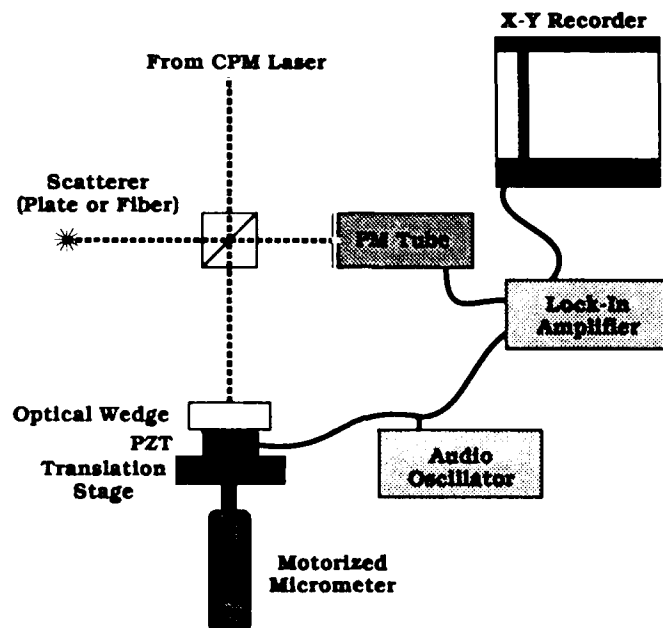 X-Y Recorder
From CPM Laser
Scatterer
(Plate or Fiber)
PM Tube
Lock-In
Amplifier
Optical Wedge
PZT
Translation
Stage
Audio
Oscillator
Motorized
Micrometer